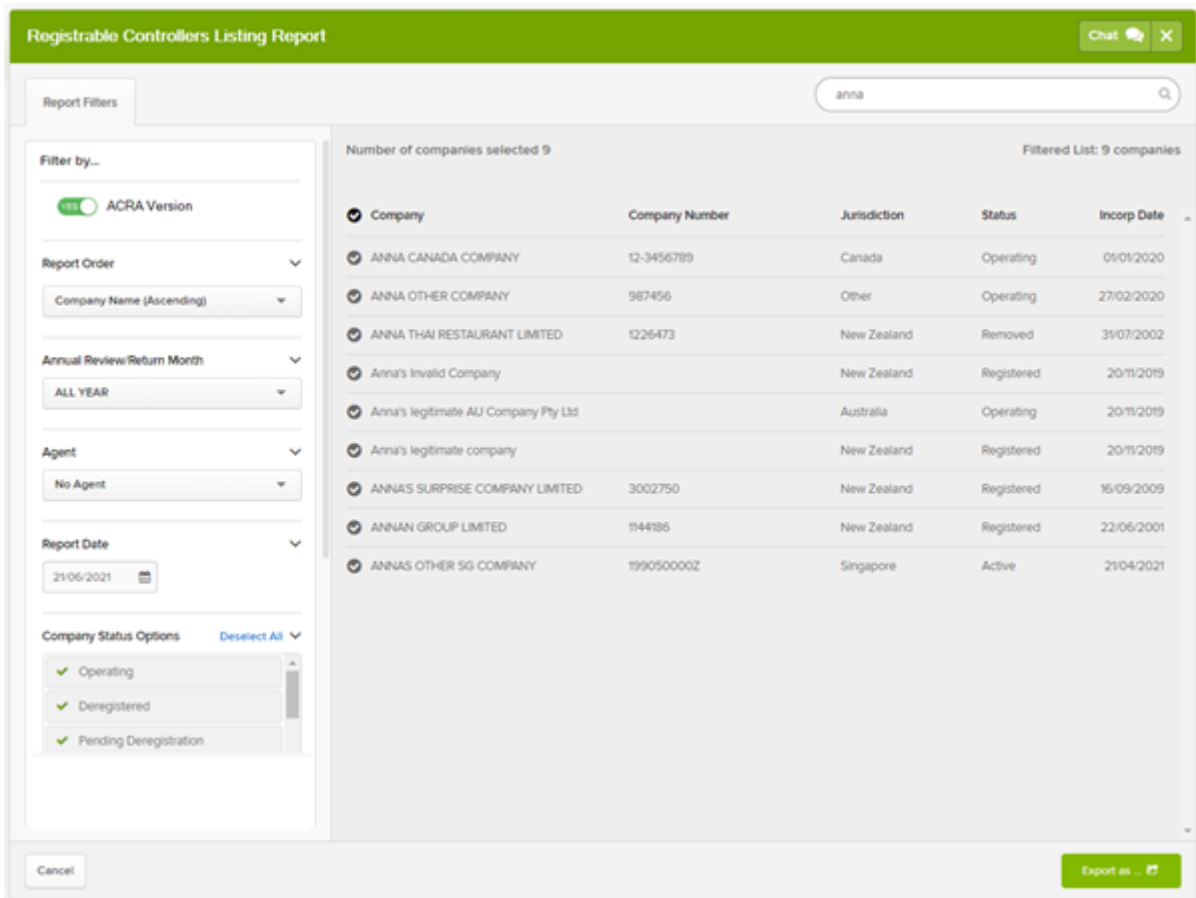 Registrable Controllers Listing Report
Chat
Report Filters
anna
Filter by...
YES ACRA Version
Report Order
Company Name (Ascending)
Annual Review/Return Month
ALL YEAR
Agent
No Agent
Report Date
21/06/2021
Company Status Options Deselect All
Operating
Deregistered
Pending Deregistration
Number of companies selected 9 Filtered List: 9 companies
Company Company Number Jurisdiction Status Incorp Date
ANNA CANADA COMPANY 12-3456789 Canada Operating 01/01/2020
ANNA OTHER COMPANY 987456 Other Operating 27/02/2020
ANNA THAI RESTAURANT LIMITED 1226473 New Zealand Removed 31/07/2002
Anna's Invalid Company New Zealand Registered 20/11/2019
Anna's legitimate AU Company Pty Ltd Australia Operating 20/11/2019
Anna's legitimate company New Zealand Registered 20/11/2019
ANNA'S SURPRISE COMPANY LIMITED 3002750 New Zealand Registered 16/09/2009
ANNAN GROUP LIMITED 1144186 New Zealand Registered 22/06/2001
ANNAS OTHER SG COMPANY 199050000Z Singapore Active 21/04/2021
Cancel
Export as ...